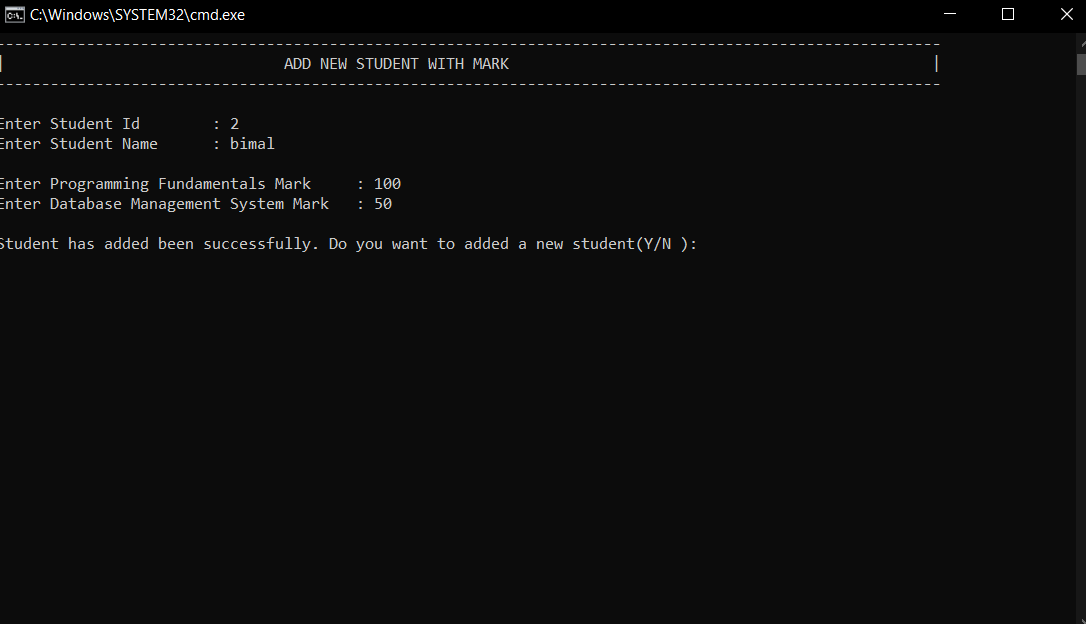 C:\Windows\SYSTEM32\cmd.exe
----------------------------------------------------------------------------------------------------------
| ADD NEW STUDENT WITH MARK |
----------------------------------------------------------------------------------------------------------
Enter Student Id : 2
Enter Student Name : bimal
Enter Programming Fundamentals Mark : 100
Enter Database Management System Mark : 50
Student has added been successfully. Do you want to added a new student(Y/N ):